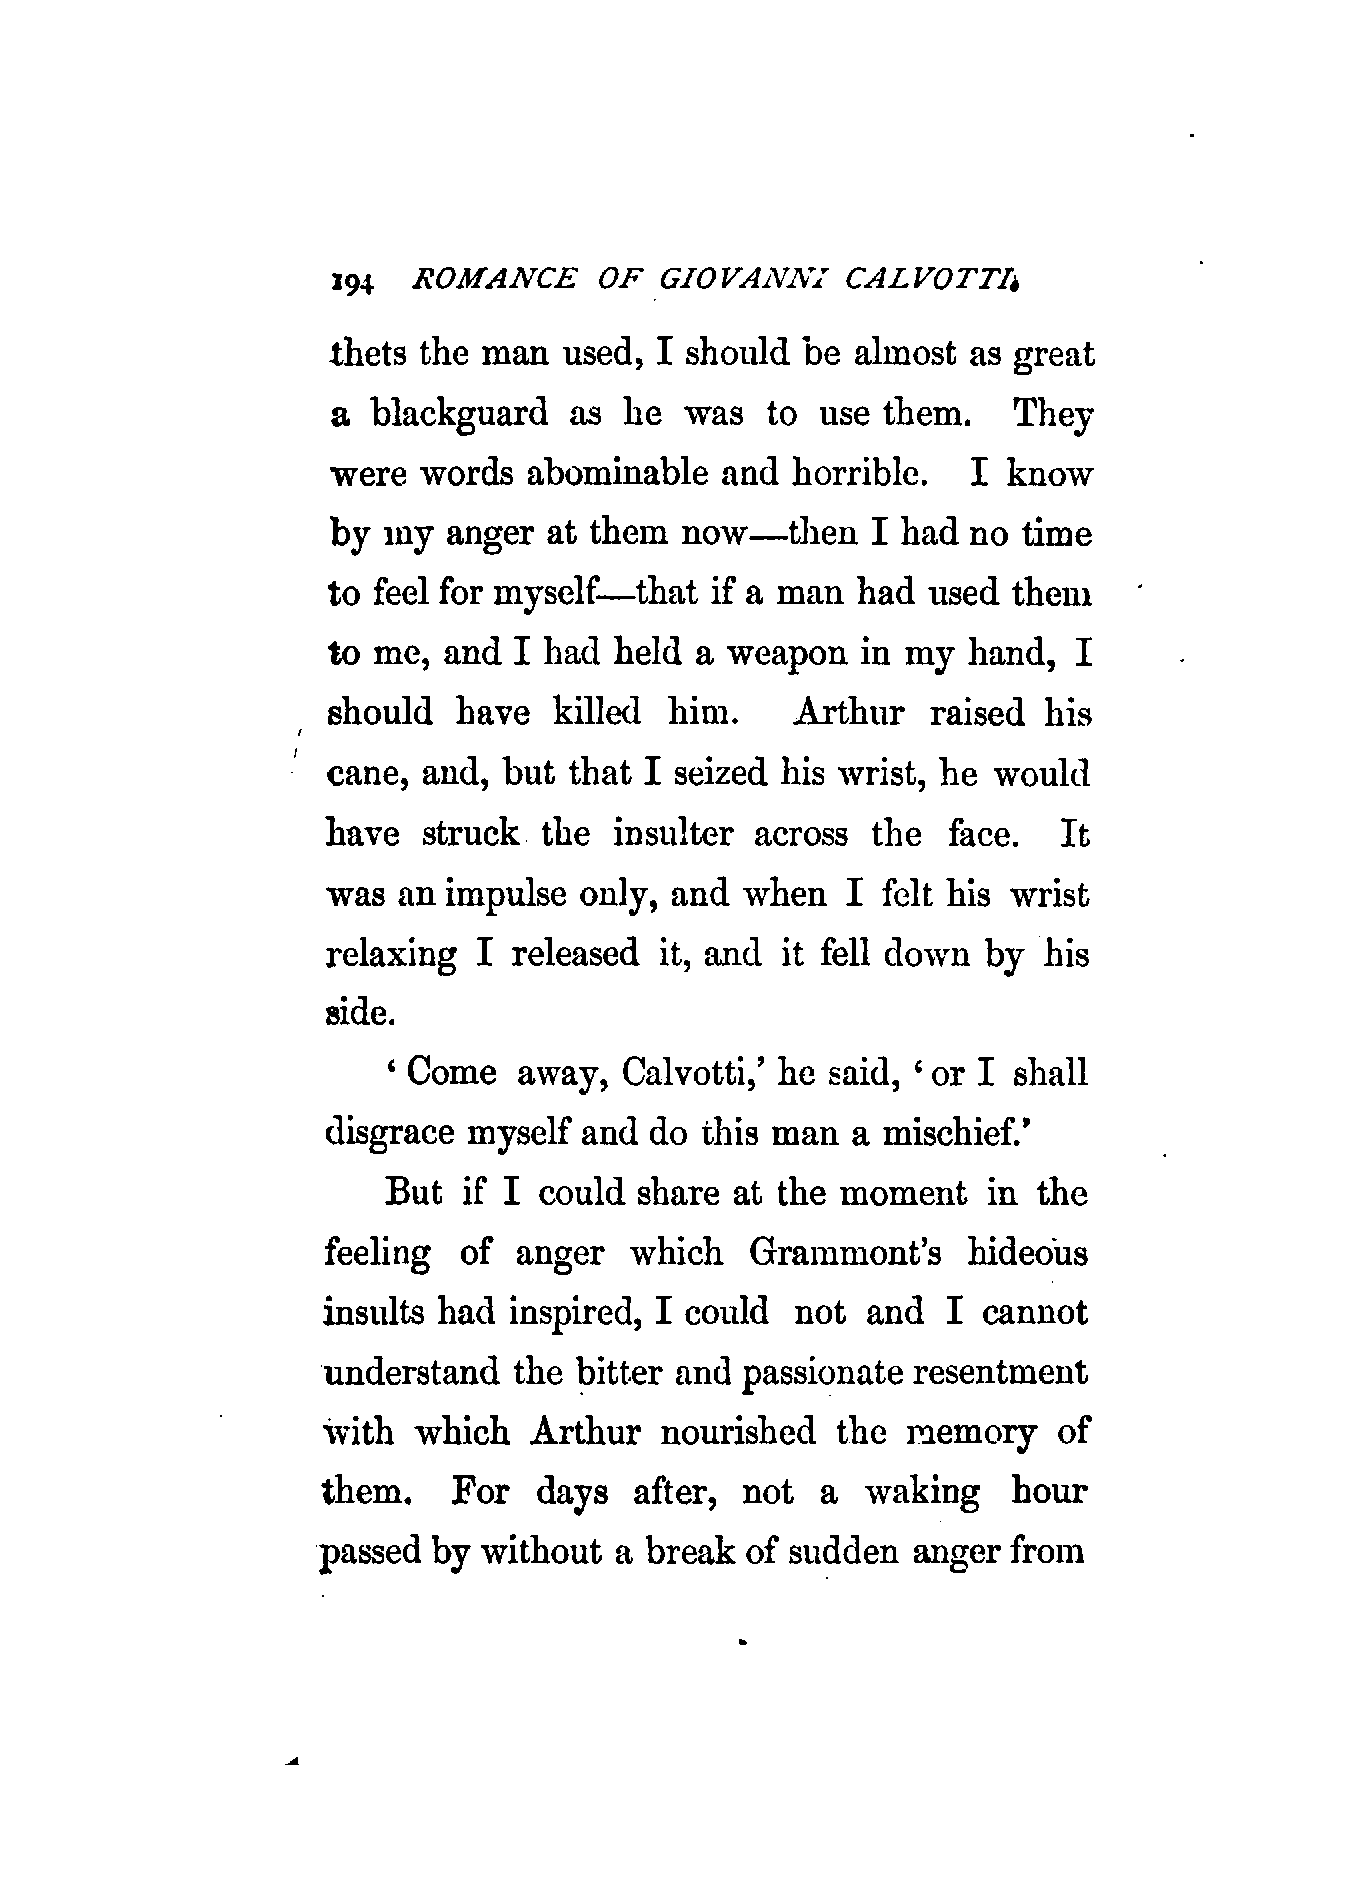 194 ROMANCE OF GIOVANNI CALVOTTI.
thets the man used, I should be almost as great
a blackguard as he was to use them. They
were words abominable and horrible. I know
by my anger at them now—then I had no time
to feel for myself—that if a man had used them
to me, and I had held a weapon in my hand, I
should have killed him. Arthur raised his
cane, and, but that I seized his wrist, he would
have struck the insulter across the face. It
was an impulse only, and when I felt his wrist
relaxing I released it, and it fell down by his
side.
‘Come away, Calvotti,’ he said, ‘or I shall
disgrace myself and do this man a mischief.’
But if I could share at the moment in the
feeling of anger which Grammont’s hideous
insults had inspired, I could not and I cannot
understand the bitter and passionate resentment
with which Arthur nourished the memory of
them. For days after, not a waking hour
passed by without a break of sudden anger from